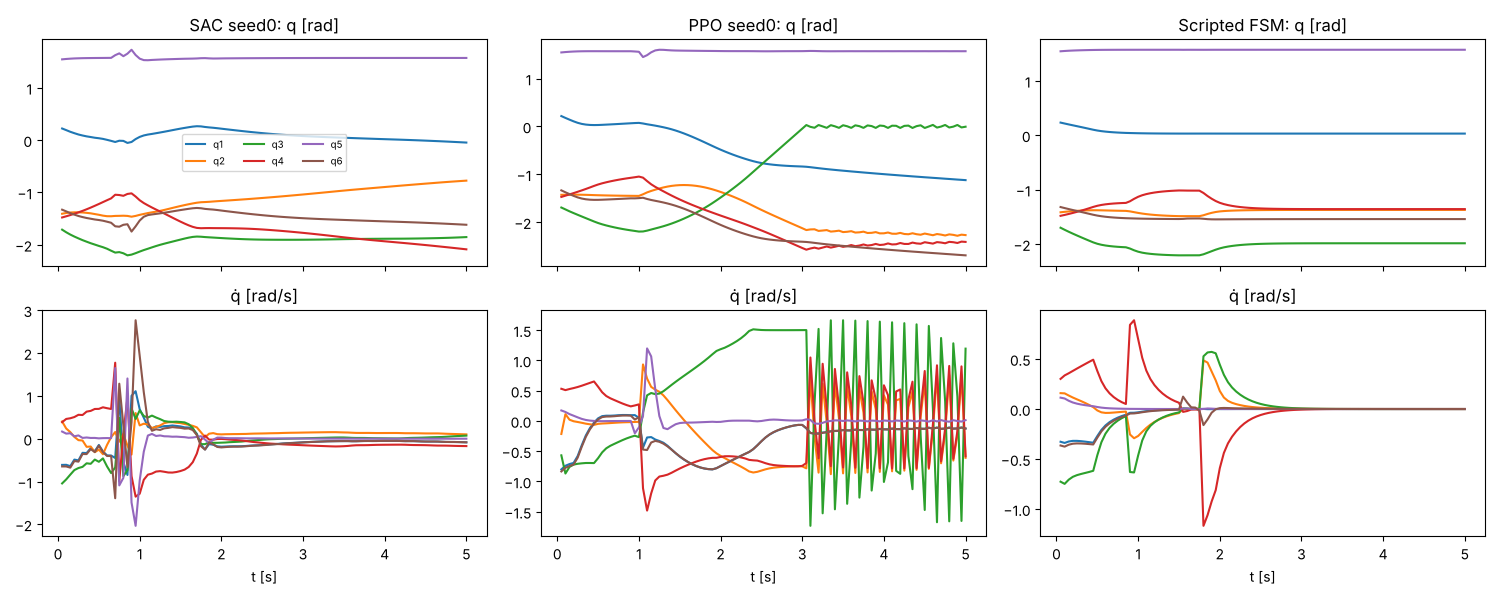 SAC seed0: q [rad]
PPO seed0: q [rad]
Scripted FSM: q [rad]
1
0
−1
−2
q1 q3 q5
q2 q4 q6
1
0
−1
−2
1
0
−1
−2
q̇ [rad/s]
q̇ [rad/s]
q̇ [rad/s]
3
2
1
0
−1
−2
0 1 2 3 4 5
t [s]
1.5
1.0
0.5
0.0
−0.5
−1.0
−1.5
0 1 2 3 4 5
t [s]
0.5
0.0
−0.5
−1.0
0 1 2 3 4 5
t [s]